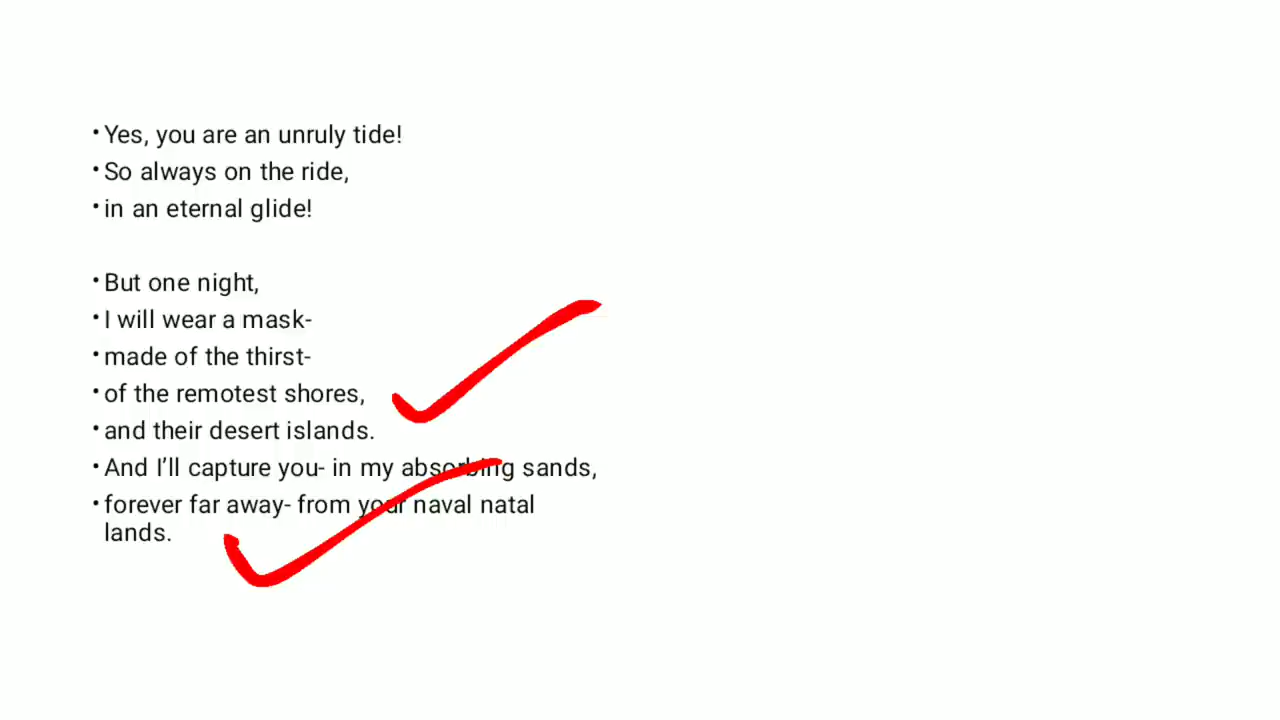 • Yes, you are an unruly tide!
• So always on the ride,
• in an eternal glide!
• But one night,
• I will wear a mask-
• made of the thirst-
• of the remotest shores,
• and their desert islands.
• And I’ll capture you- in my absorbing sands,
• forever far away- from your naval natal
lands.